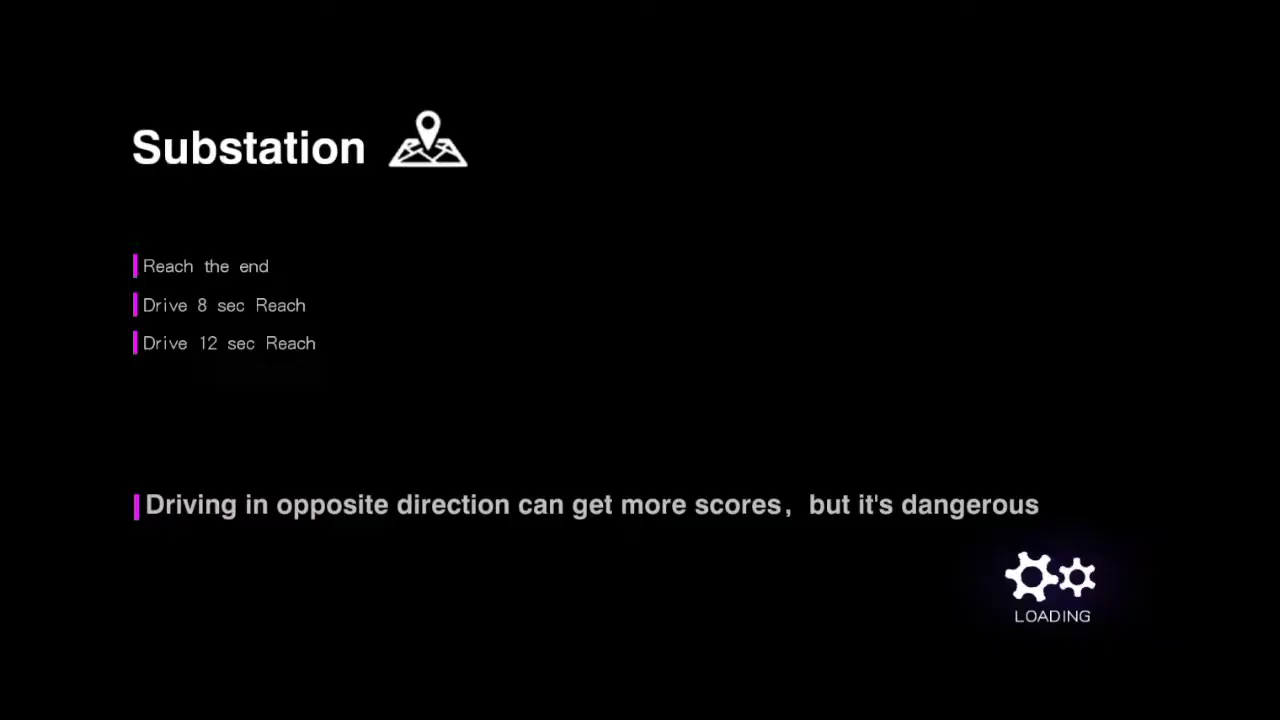 Substation
Reach the end
Drive 8 sec Reach
Drive 12 sec Reach
Driving in opposite direction can get more scores，but it's dangerous
LOADING